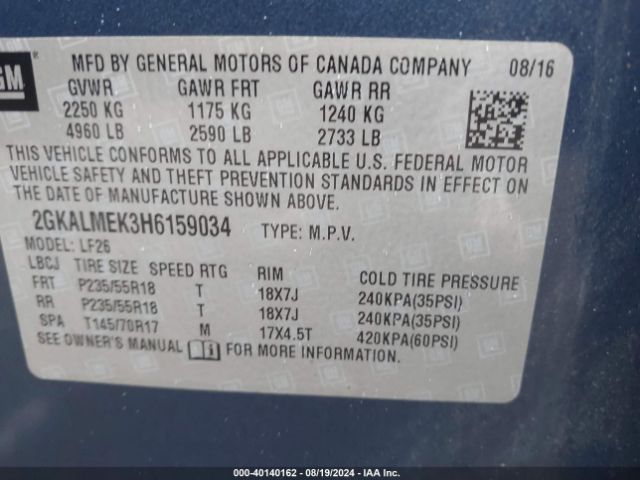 GM
MFD BY GENERAL MOTORS OF CANADA COMPANY 08/16
GVWR GAWR FRT GAWR RR
2250 KG 1175 KG 1240 KG
4960 LB 2590 LB 2733 LB
THIS VEHICLE CONFORMS TO ALL APPLICABLE U.S. FEDERAL MOTOR
VEHICLE SAFETY AND THEFT PREVENTION STANDARDS IN EFFECT ON
THE DATE OF MANUFACTURE SHOWN ABOVE.
2GKALMEK3H6159034 TYPE: M.P.V.
MODEL: LF26
LBCJ TIRE SIZE SPEED RTG RIM COLD TIRE PRESSURE
FRT P235/55R18 T 18X7J 240KPA(35PSI)
RR P235/55R18 T 18X7J 240KPA(35PSI)
SPA T145/70R17 M 17X4.5T 420KPA(60PSI)
SEE OWNER'S MANUAL FOR MORE INFORMATION.
000-40140162 - 08/19/2024 - IAAI.com